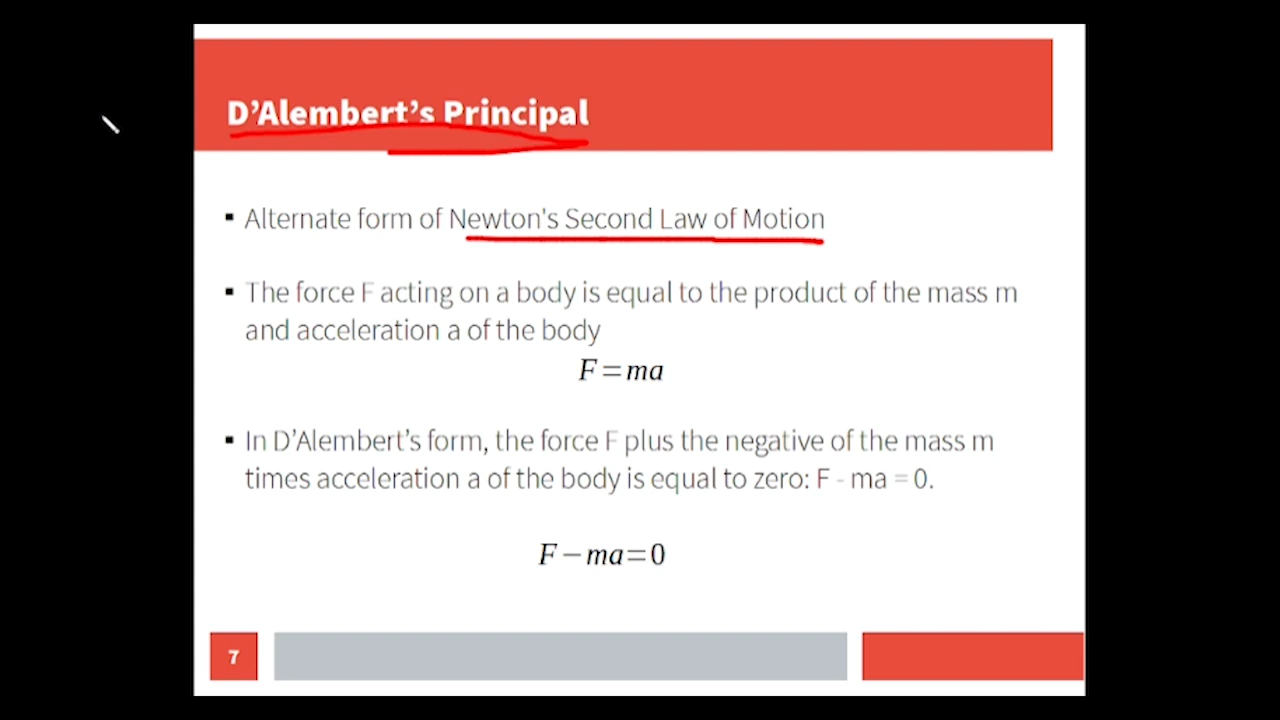 D’Alembert’s Principal
▪ Alternate form of Newton's Second Law of Motion
▪ The force F acting on a body is equal to the product of the mass m
and acceleration a of the body
F=ma
▪ In D’Alembert’s form, the force F plus the negative of the mass m
times acceleration a of the body is equal to zero: F - ma = 0.
F−ma=0
7